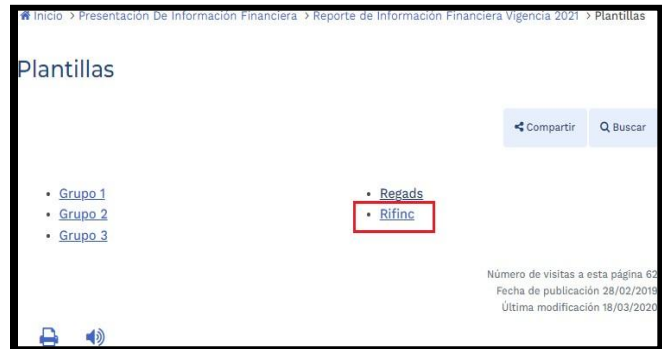 Inicio > Presentación De Información Financiera > Reporte de Información Financiera Vigencia 2021 > Plantillas
Plantillas
Compartir
Buscar
• Grupo 1
• Grupo 2
• Grupo 3
• Regads
• Rifinc
Número de visitas a esta página 62
Fecha de publicación 28/02/2019
Última modificación 18/03/2020